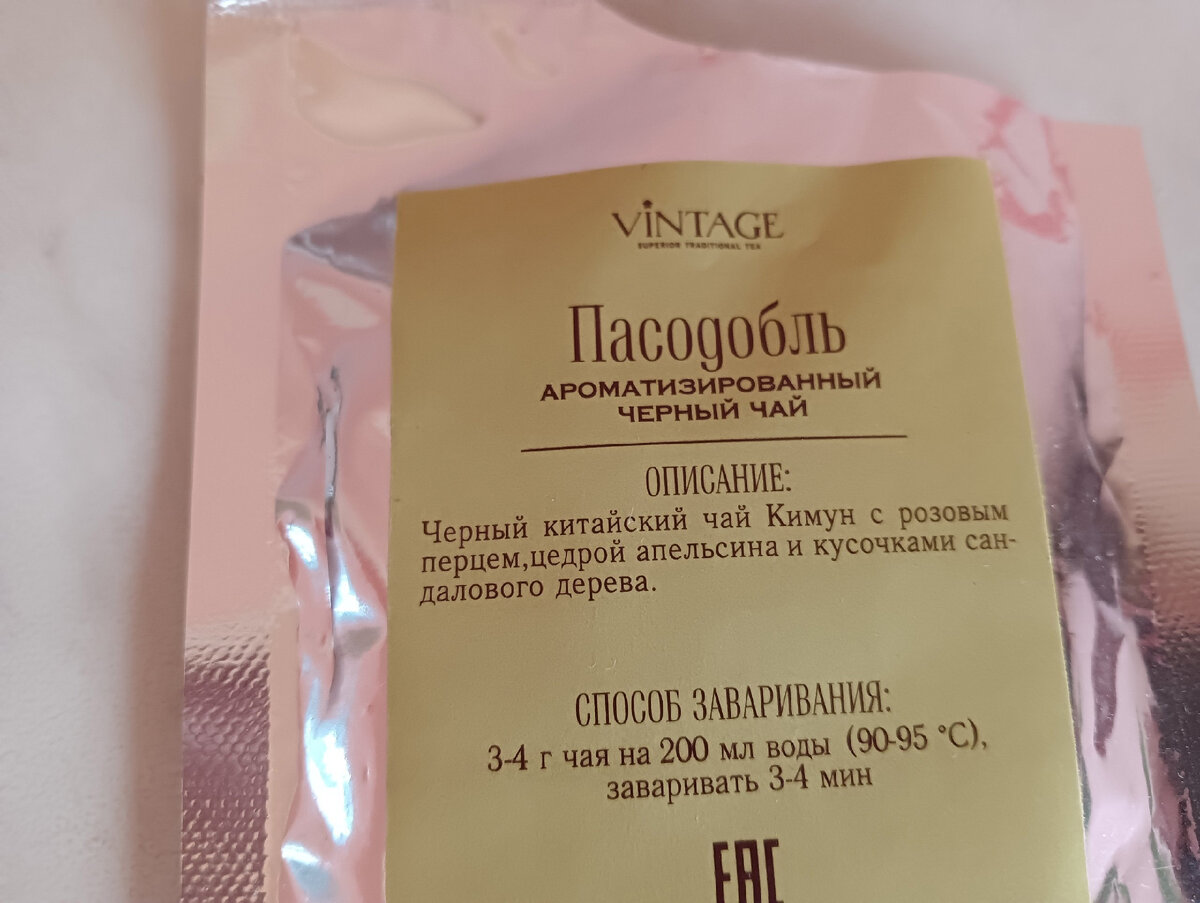 VINTAGE
SUPERIOR TRADITIONAL TEA
Пасодобль
АРОМАТИЗИРОВАННЫЙ
ЧЕРНЫЙ ЧАЙ
ОПИСАНИЕ:
Черный китайский чай Кимун с розовым
перцем,цедрой апельсина и кусочками сан-
далового дерева.
СПОСОБ ЗАВАРИВАНИЯ:
3-4 г чая на 200 мл воды (90-95 °C),
заваривать 3-4 мин
EAC